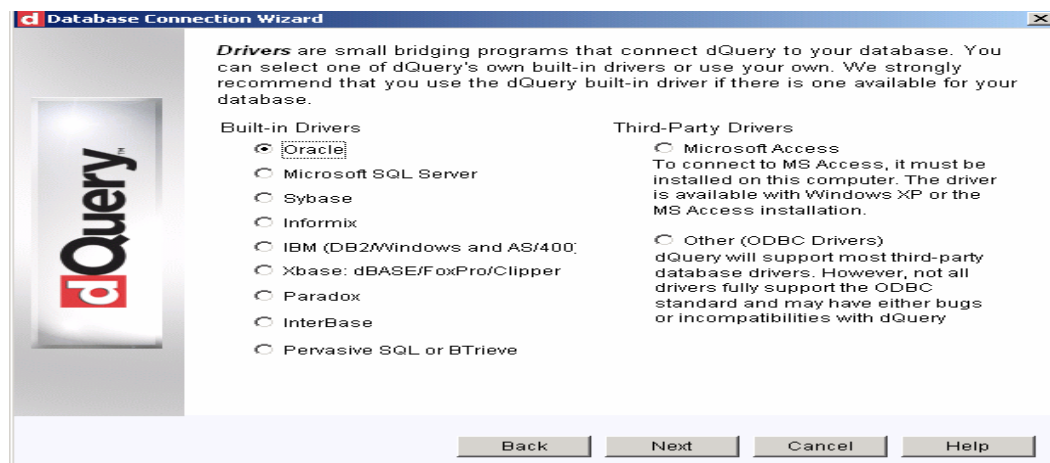 d Database Connection Wizard
Drivers are small bridging programs that connect dQuery to your database. You
can select one of dQuery's own built-in drivers or use your own. We strongly
recommend that you use the dQuery built-in driver if there is one available for your
database.
dQuery™
Built-in Drivers
Oracle
Microsoft SQL Server
Sybase
Informix
IBM (DB2/Windows and AS/400)
Xbase: dBASE/FoxPro/Clipper
Paradox
InterBase
Pervasive SQL or BTrieve
Third-Party Drivers
Microsoft Access
To connect to MS Access, it must be
installed on this computer. The driver
is available with Windows XP or the
MS Access installation.
Other (ODBC Drivers)
dQuery will support most third-party
database drivers. However, not all
drivers fully support the ODBC
standard and may have either bugs
or incompatibilities with dQuery
d
Back
Next
Cancel
Help